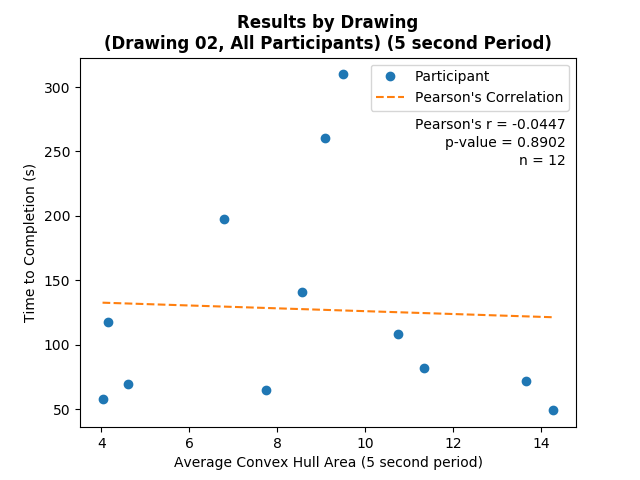 Results by Drawing
(Drawing 02, All Participants) (5 second Period)
Participant
Pearson's Correlation
Pearson's r = -0.0447
p-value = 0.8902
n = 12
Time to Completion (s)
300
250
200
150
100
50
4 6 8 10 12 14
Average Convex Hull Area (5 second period)